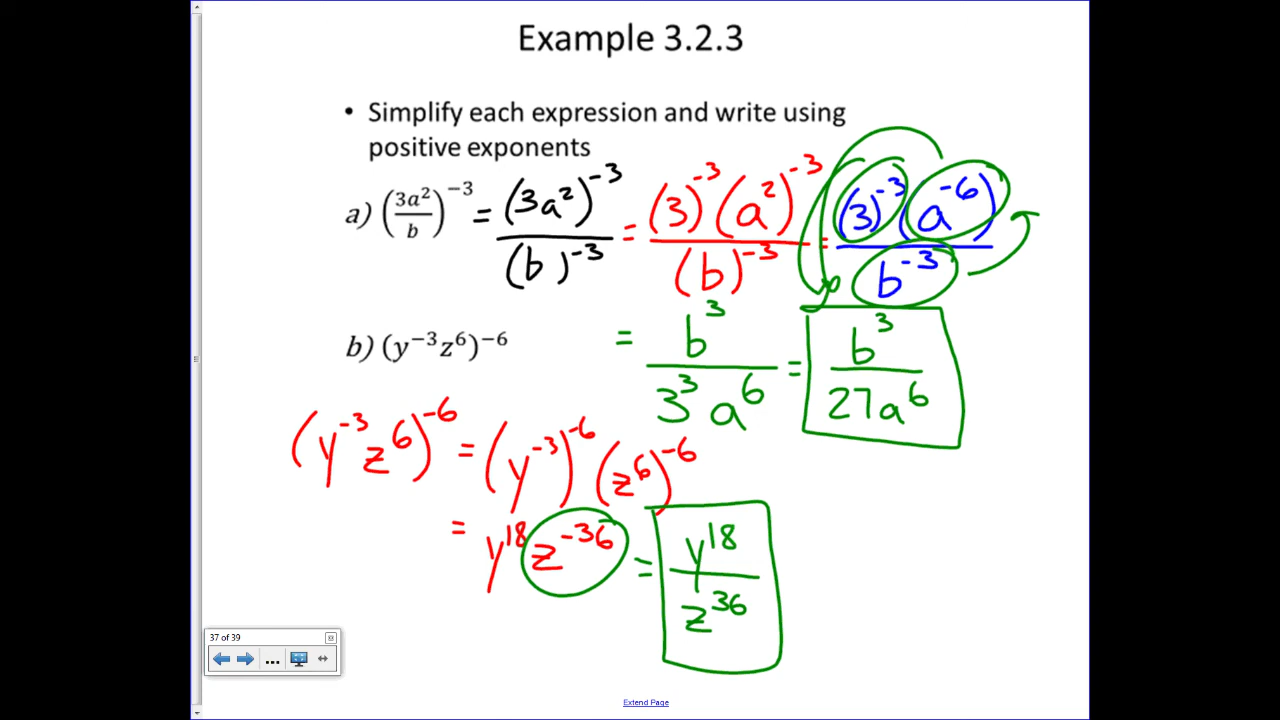 Example 3.2.3
• Simplify each expression and write using
positive exponents
a) (3a²/b)⁻³ = (3a²)⁻³/(b)⁻³ = (3)⁻³(a²)⁻³/(b)⁻³ = (3)⁻³(a⁻⁶)/b⁻³
= b³/3³a⁶ = b³/27a⁶
b) (y⁻³z⁶)⁻⁶
(y⁻³z⁶)⁻⁶ = (y⁻³)⁻⁶(z⁶)⁻⁶
= y¹⁸z⁻³⁶ = y¹⁸/z³⁶
37 of 39
...
Extend Page